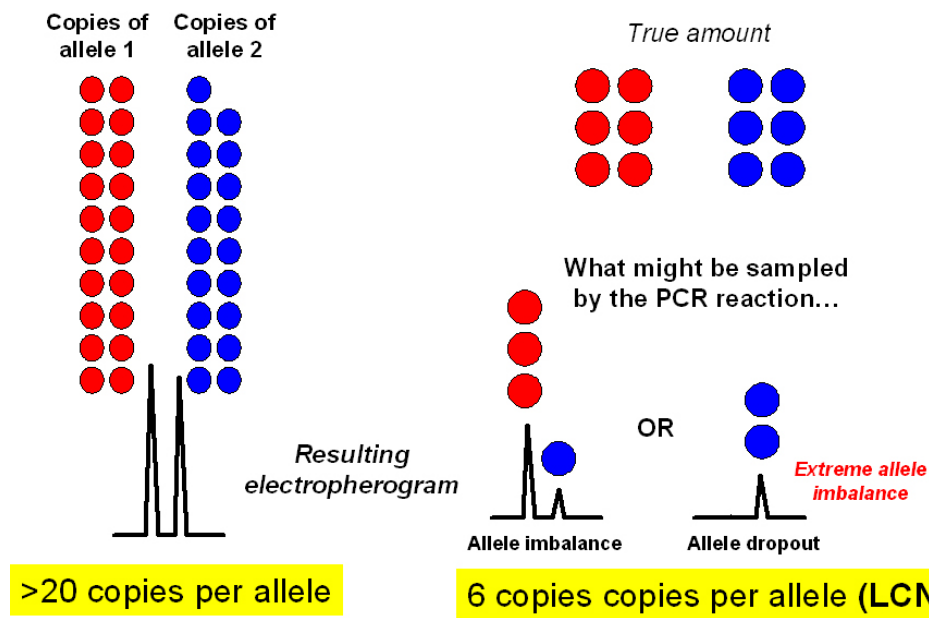 Copies of
allele 1
Copies of
allele 2
True amount
What might be sampled
by the PCR reaction…
OR
Resulting
electropherogram
Extreme allele
imbalance
Allele imbalance
Allele dropout
>20 copies per allele
6 copies copies per allele (LCN